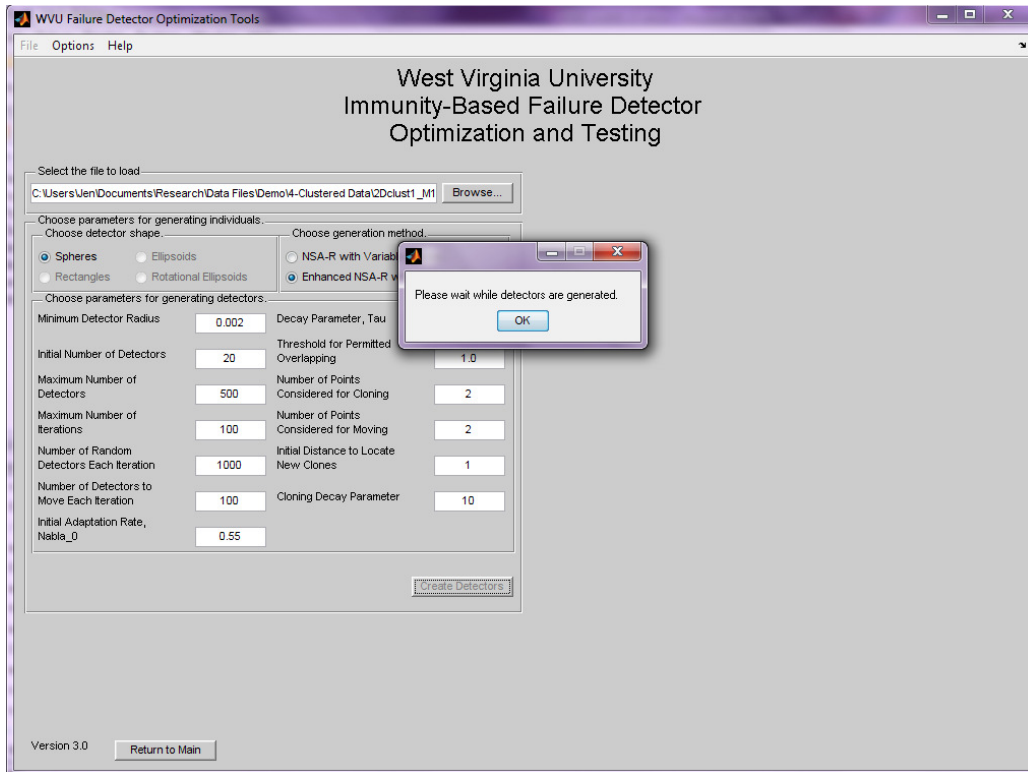 WVU Failure Detector Optimization Tools
File Options Help
West Virginia University
Immunity-Based Failure Detector
Optimization and Testing
Select the file to load
C:\Users\Jen\Documents\Research\Data Files\Demo\4-Clustered Data\2Dclust1_M1
Browse...
Choose parameters for generating individuals.
Choose detector shape.
Spheres
Ellipsoids
Rectangles
Rotational Ellipsoids
Choose generation method.
NSA-R with Variabl
Enhanced NSA-R w
Please wait while detectors are generated.
OK
Choose parameters for generating detectors.
Minimum Detector Radius
0.002
Decay Parameter, Tau
Initial Number of Detectors
20
Threshold for Permitted
Overlapping
1.0
Maximum Number of
Detectors
500
Number of Points
Considered for Cloning
2
Maximum Number of
Iterations
100
Number of Points
Considered for Moving
2
Number of Random
Detectors Each Iteration
1000
Initial Distance to Locate
New Clones
1
Number of Detectors to
Move Each Iteration
100
Cloning Decay Parameter
10
Initial Adaptation Rate,
Nabla_0
0.55
Create Detectors
Version 3.0
Return to Main